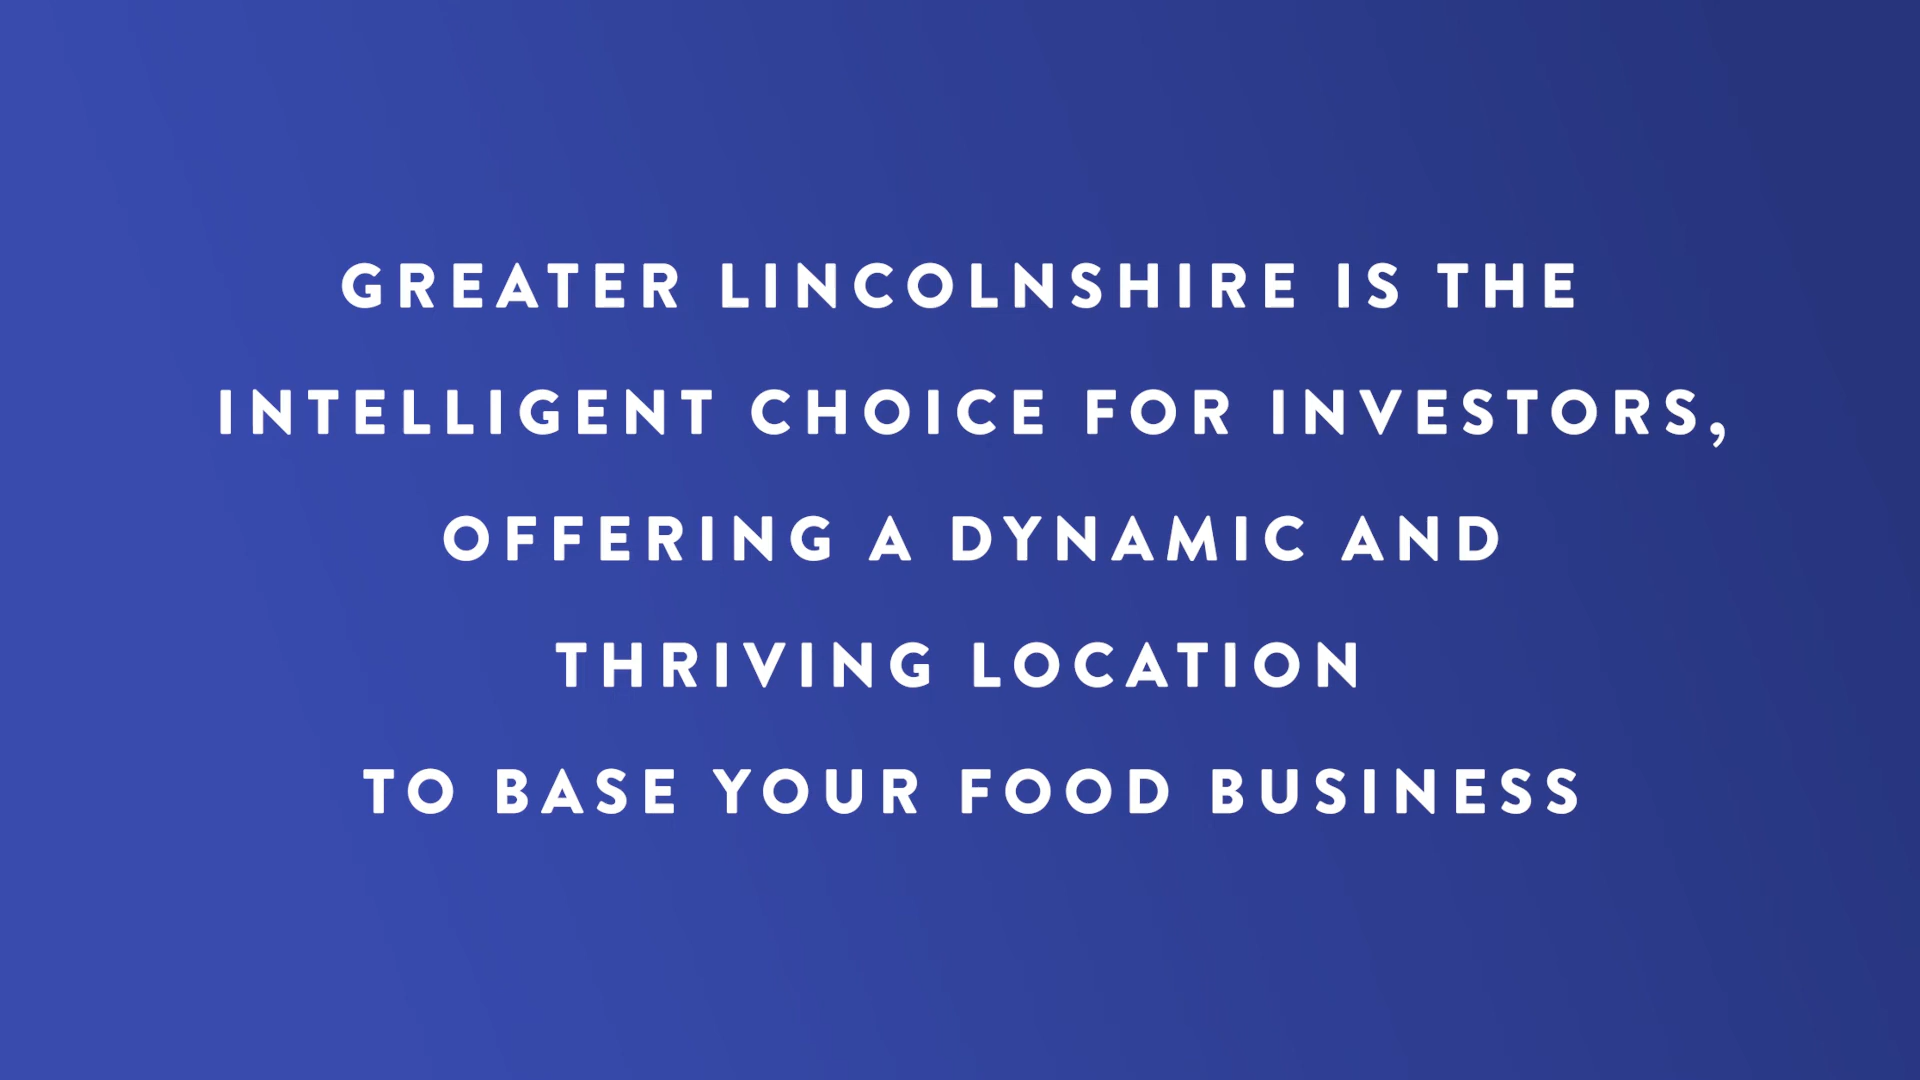 GREATER LINCOLNSHIRE IS THE
INTELLIGENT CHOICE FOR INVESTORS,
OFFERING A DYNAMIC AND
THRIVING LOCATION
TO BASE YOUR FOOD BUSINESS